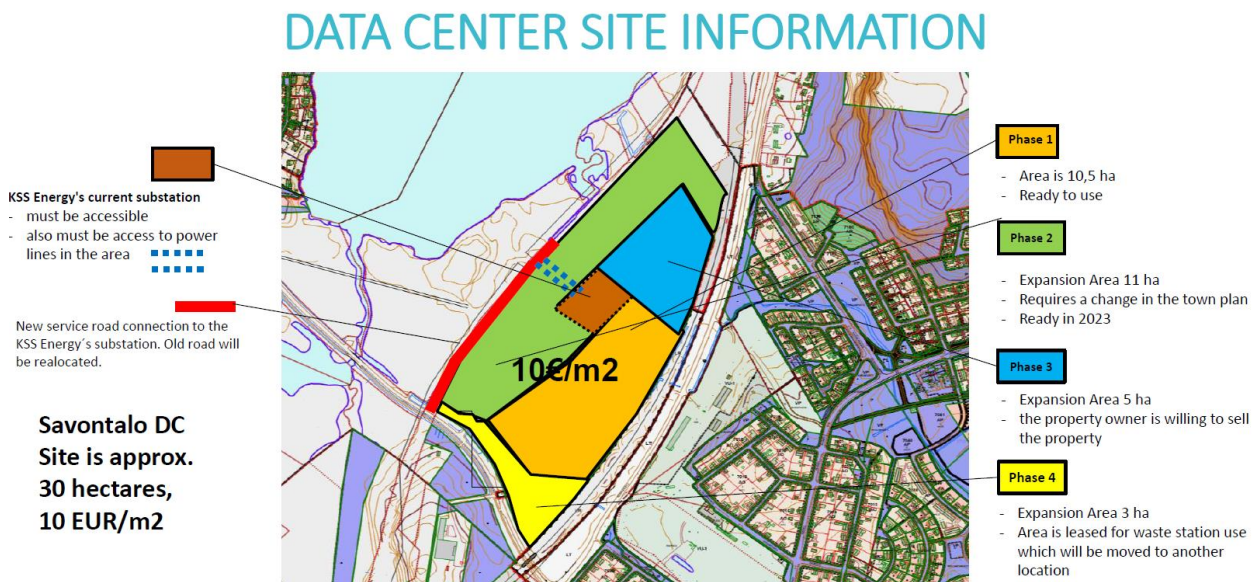 DATA CENTER SITE INFORMATION
KSS Energy's current substation
- must be accessible
- also must be access to power
lines in the area
New service road connection to the
KSS Energy´s substation. Old road will
be realocated.
Savontalo DC
Site is approx.
30 hectares,
10 EUR/m2
10€/m2
Phase 1
- Area is 10,5 ha
- Ready to use
Phase 2
- Expansion Area 11 ha
- Requires a change in the town plan
- Ready in 2023
Phase 3
- Expansion Area 5 ha
- the property owner is willing to sell
the property
Phase 4
- Expansion Area 3 ha
- Area is leased for waste station use
which will be moved to another
location